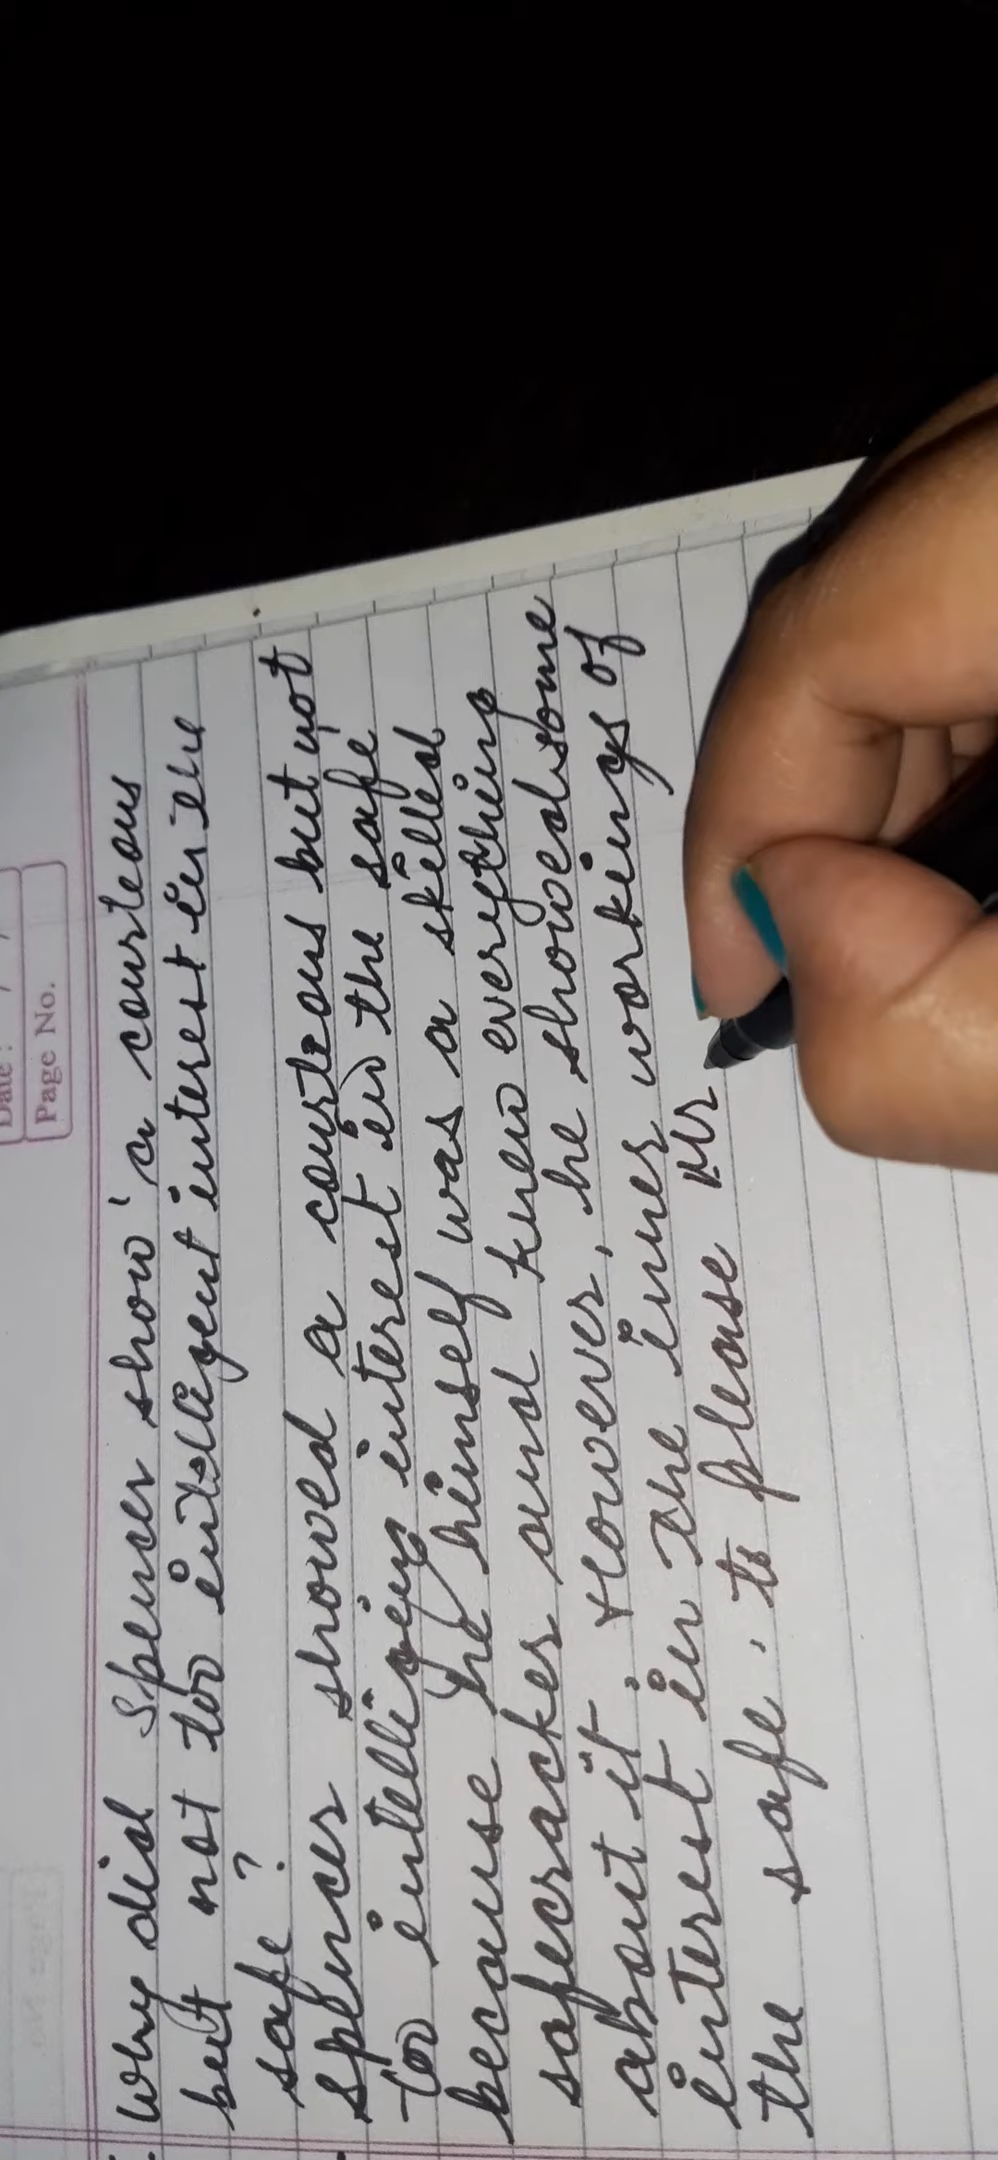 Date :
Page No.
Why did Spencer show 'a courteous
but not too intelligent interest in the
safe?
Spencer showed a courteous but not
too intelliging interest in the safe
because he himself was a skilled
safecracker and knew everything
about it. However, he showed some
interest in the inner workings of
the safe. to please Mr